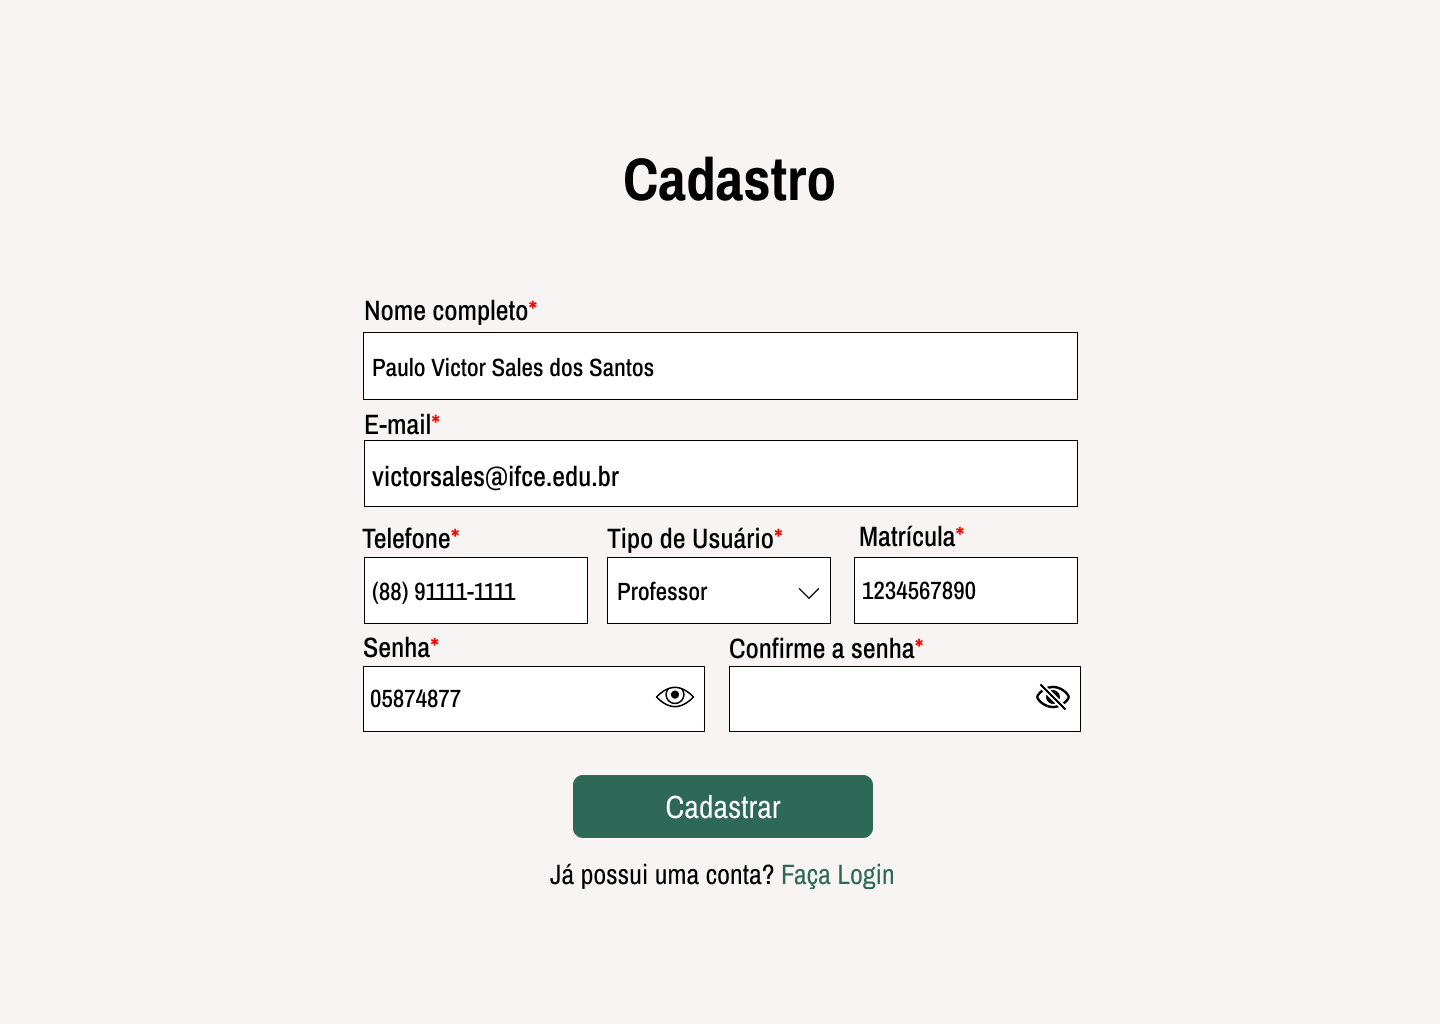 Cadastro
Nome completo*
Paulo Victor Sales dos Santos
E-mail*
victorsales@ifce.edu.br
Telefone* Tipo de Usuário* Matrícula*
(88) 91111-1111 Professor 1234567890
Senha* Confirme a senha*
05874877
Cadastrar
Já possui uma conta? Faça Login